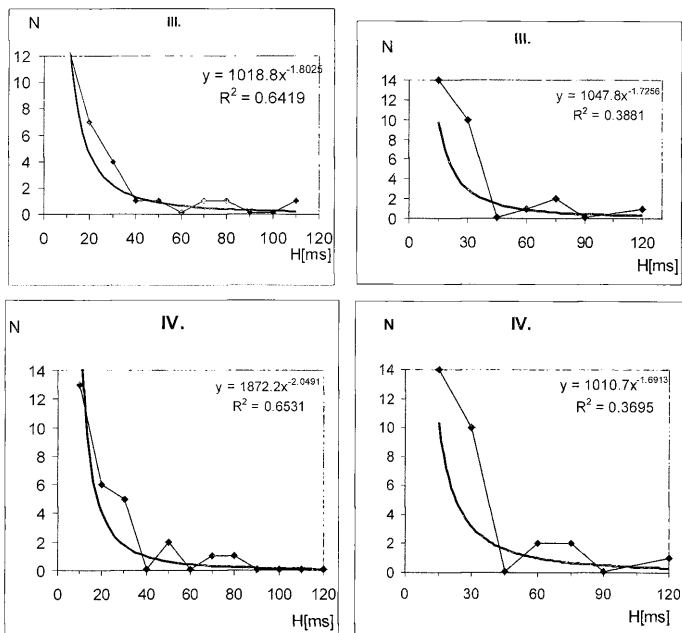 N
III.
y = 1018.8x^-1.8025
R² = 0.6419
12
10
8
6
4
2
0
0 20 40 60 80 100 120
H[ms]
N
III.
y = 1047.8x^-1.7256
R² = 0.3881
14
12
10
8
6
4
2
0
0 30 60 90 120
H[ms]
N
IV.
y = 1872.2x^-2.0491
R² = 0.6531
14
12
10
8
6
4
2
0
0 20 40 60 80 100 120
H[ms]
N
IV.
y = 1010.7x^-1.6913
R² = 0.3695
14
12
10
8
6
4
2
0
0 30 60 90 120
H[ms]